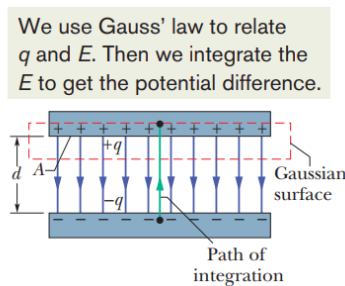 We use Gauss' law to relate
q and E. Then we integrate the
E to get the potential difference.
+ + + + + + + + +
+q
d A
Gaussian
surface
–q
– – – – – – – – –
Path of
integration